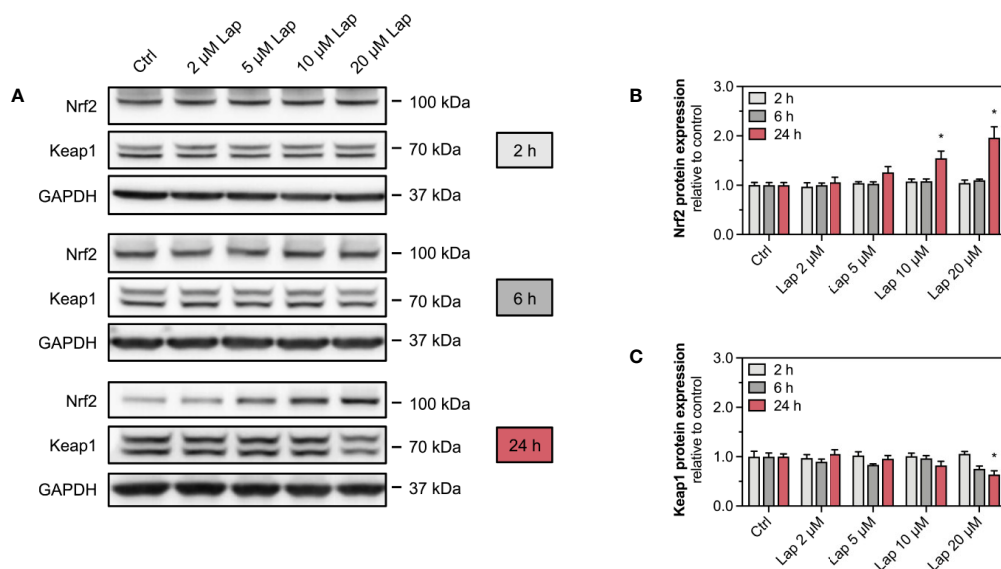 A
Ctrl
2 µM Lap
5 µM Lap
10 µM Lap
20 µM Lap
Nrf2
100 kDa
Keap1
70 kDa
GAPDH
37 kDa
2 h
Nrf2
100 kDa
Keap1
70 kDa
GAPDH
37 kDa
6 h
Nrf2
100 kDa
Keap1
70 kDa
GAPDH
37 kDa
24 h
B
Nrf2 protein expression
relative to control
3.0
2.0
1.0
0.0
2 h
6 h
24 h
*
*
Ctrl
Lap 2 µM
Lap 5 µM
Lap 10 µM
Lap 20 µM
C
Keap1 protein expression
relative to control
3.0
2.0
1.0
0.0
2 h
6 h
24 h
*
Ctrl
Lap 2 µM
Lap 5 µM
Lap 10 µM
Lap 20 µM